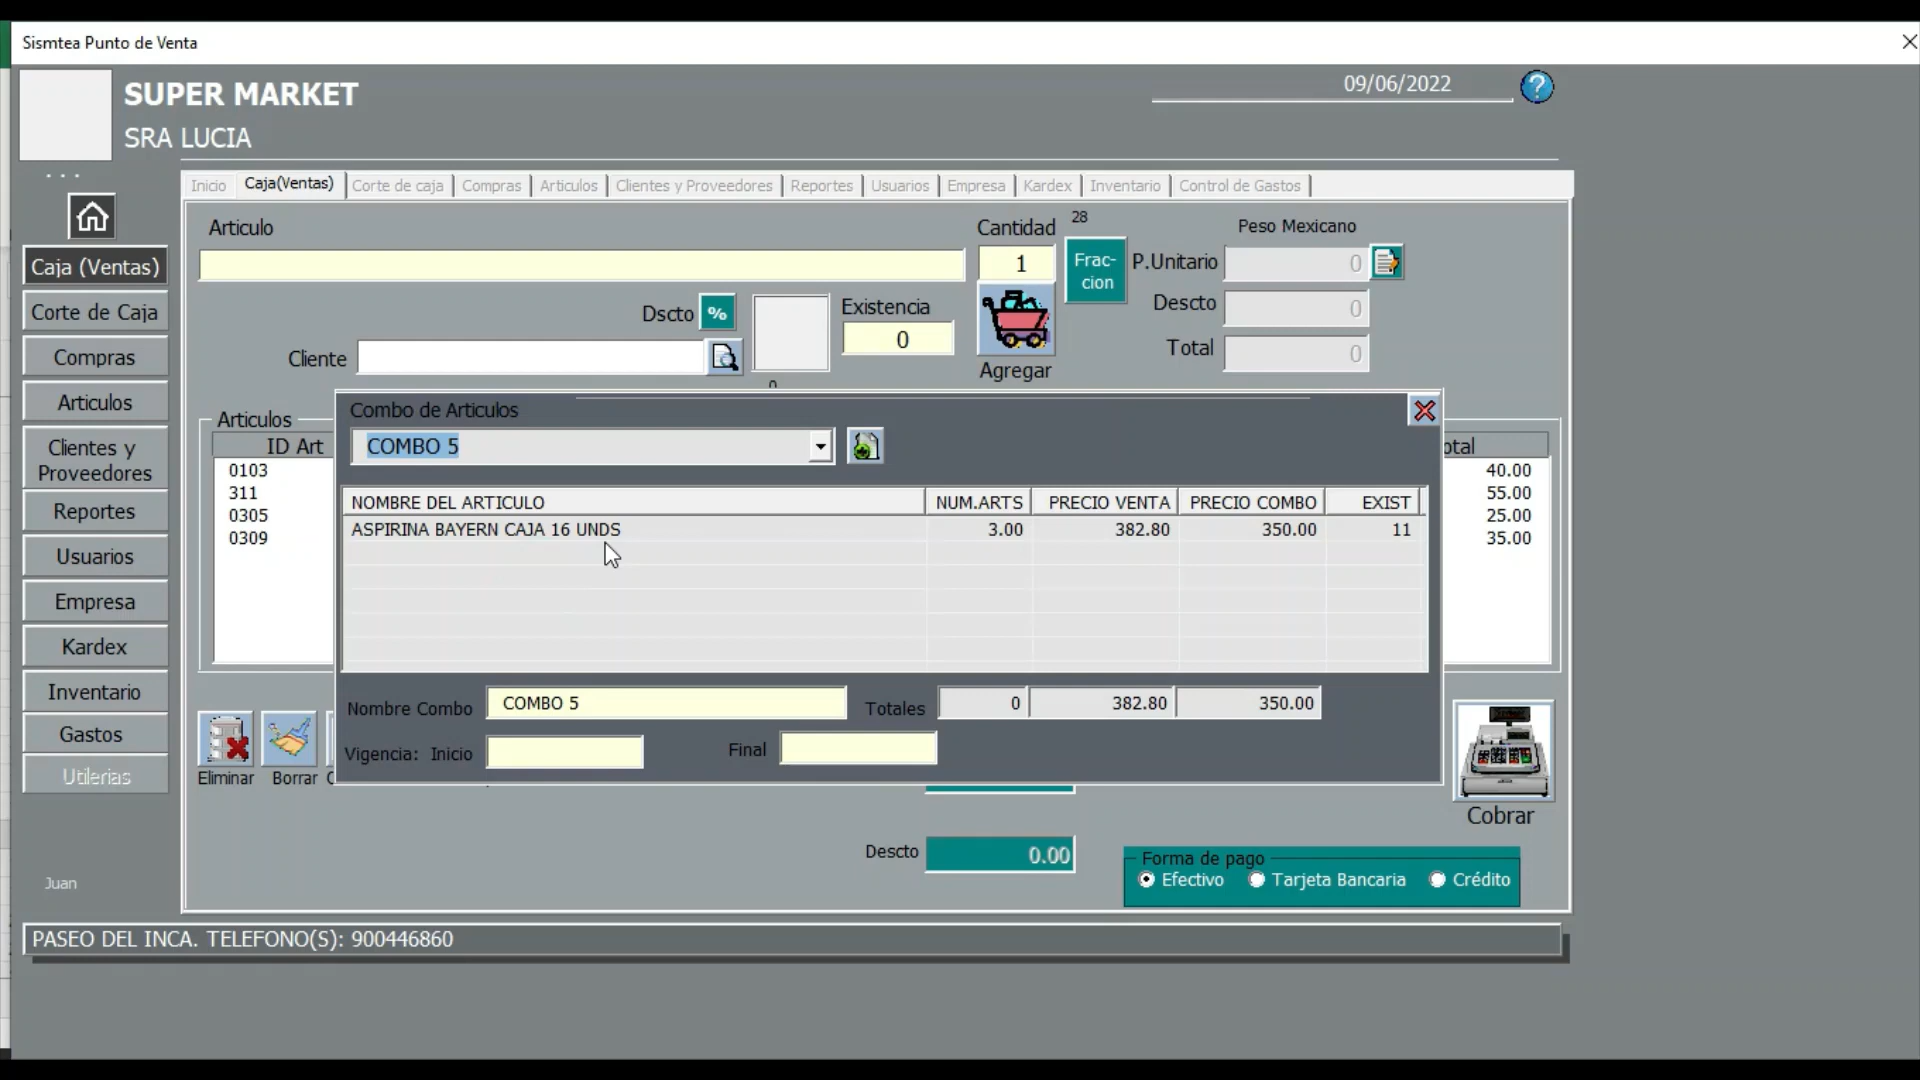 Sismtea Punto de Venta
SUPER MARKET
SRA LUCIA
09/06/2022
?
. . .
Inicio Caja(Ventas) Corte de caja Compras Articulos Clientes y Proveedores Reportes Usuarios Empresa Kardex Inventario Control de Gastos
Caja (Ventas)
Corte de Caja
Compras
Articulos
Clientes y
Proveedores
Reportes
Usuarios
Empresa
Kardex
Inventario
Gastos
Utilerias
Juan
Articulo
Cantidad
28
Peso Mexicano
1
Frac-
cion
P.Unitario 0
Dscto %
Existencia
0
Descto 0
Cliente
Agregar
Total 0
0
Articulos
ID Art
0103
311
0305
0309
otal
40.00
55.00
25.00
35.00
Combo de Articulos
COMBO 5
NOMBRE DEL ARTICULO NUM.ARTS PRECIO VENTA PRECIO COMBO EXIST
ASPIRINA BAYERN CAJA 16 UNDS 3.00 382.80 350.00 11
Nombre Combo COMBO 5 Totales 0 382.80 350.00
Vigencia: Inicio Final
Eliminar Borrar
Cobrar
Descto 0.00
Forma de pago
Efectivo Tarjeta Bancaria Crédito
PASEO DEL INCA. TELEFONO(S): 900446860